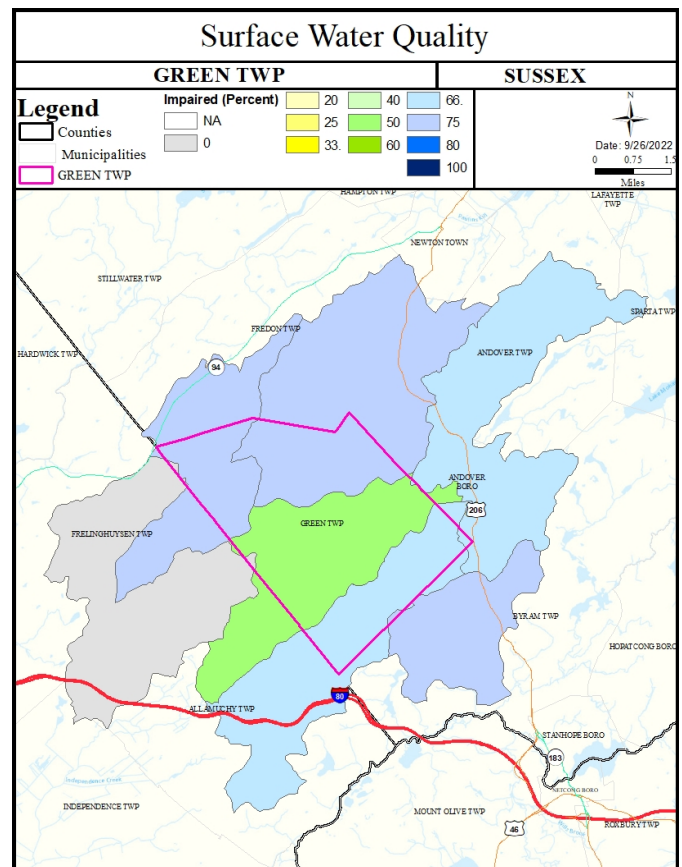 Surface Water Quality
GREEN TWP
SUSSEX
Legend
Counties
Municipalities
GREEN TWP
Impaired (Percent)
NA
0
20
25
33.
40
50
60
66.
75
80
100
N
Date: 9/26/2022
0 0.75 1.5
Miles
HAMPTON TWP
LAFAYETTE
TWP
NEWTON TOWN
STILLWATER TWP
SPARTA TWP
FREDON TWP
HARDWICK TWP
ANDOVER TWP
94
ANDOVER
BORO
206
GREEN TWP
FRELINGHUYSEN TWP
BYRAM TWP
HOPATCONG BORO
80
ALLAMUCHY TWP
STANHOPE BORO
183
Independence Creek
NETCONG BORO
INDEPENDENCE TWP
MOUNT OLIVE TWP
46
ROXBURY TWP